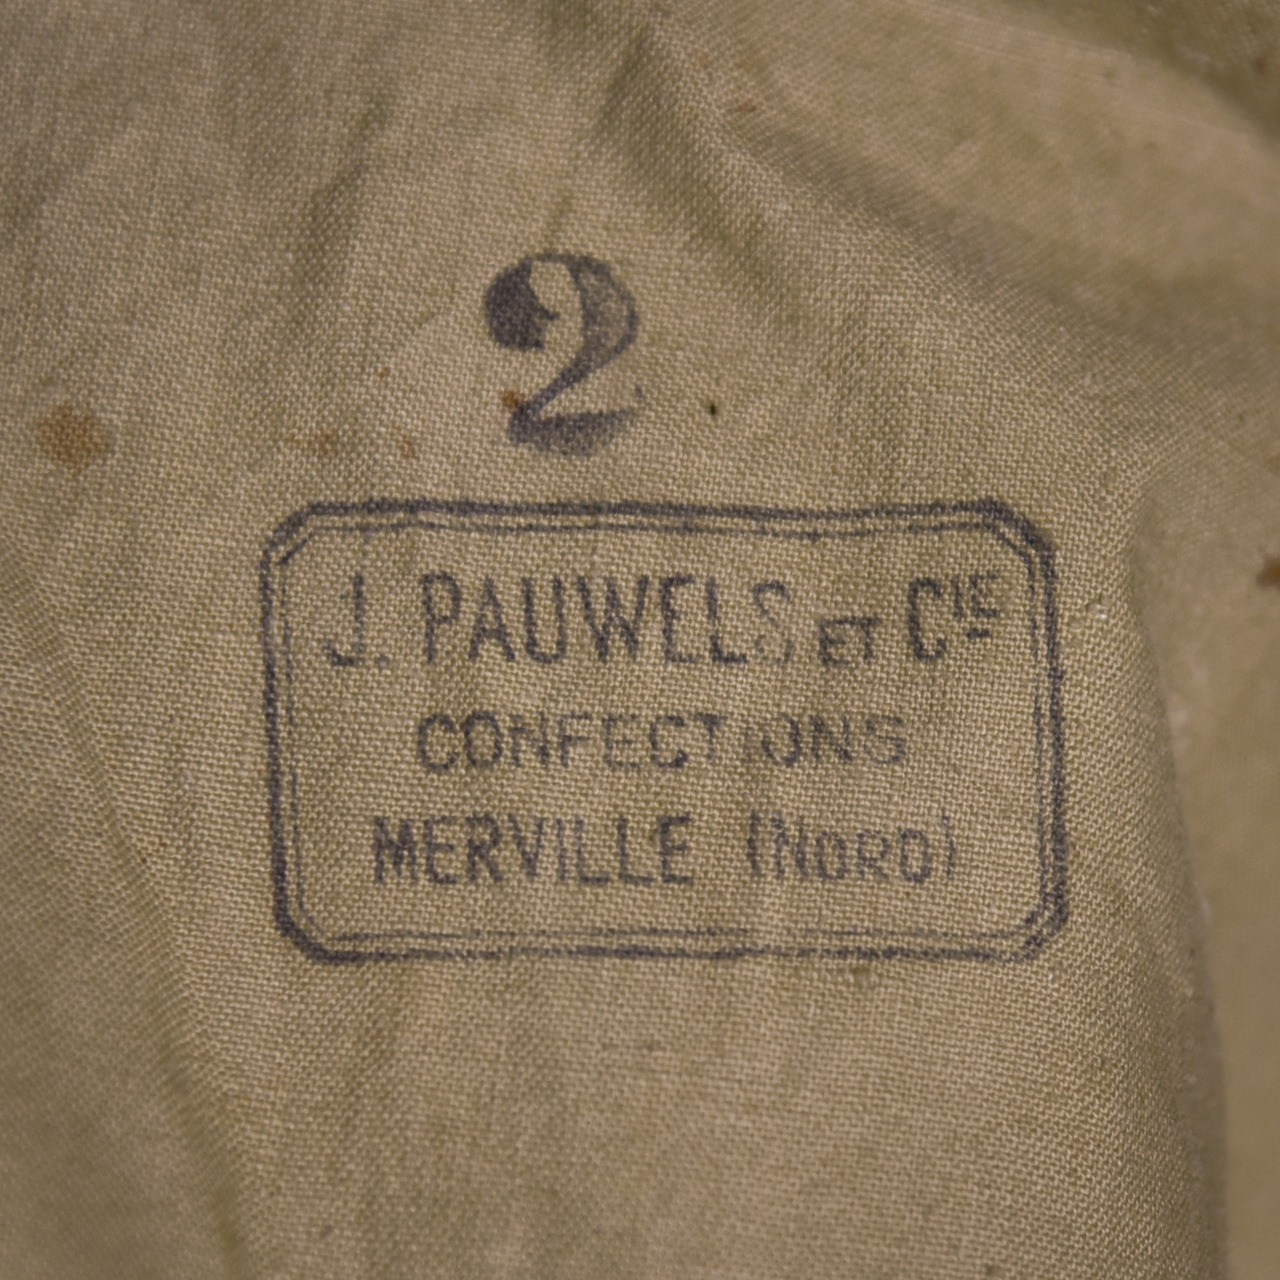 2
J. PAUWELS ET CIE
CONFECTIONS
MERVILLE (NORD)